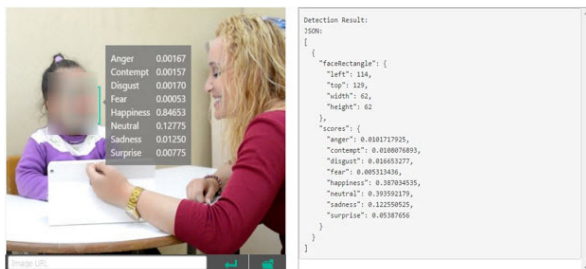 Anger 0.00167
Contempt 0.00157
Disgust 0.00170
Fear 0.00053
Happiness 0.84653
Neutral 0.12775
Sadness 0.01250
Surprise 0.00775
Image URL
Detection Result:
JSON:
[
{
"faceRectangle": {
"left": 114,
"top": 129,
"width": 62,
"height": 62
},
"scores": {
"anger": 0.0101717925,
"contempt": 0.0108076893,
"disgust": 0.016653277,
"fear": 0.005313436,
"happiness": 0.387034535,
"neutral": 0.393592179,
"sadness": 0.122550525,
"surprise": 0.05387656
}
}
]